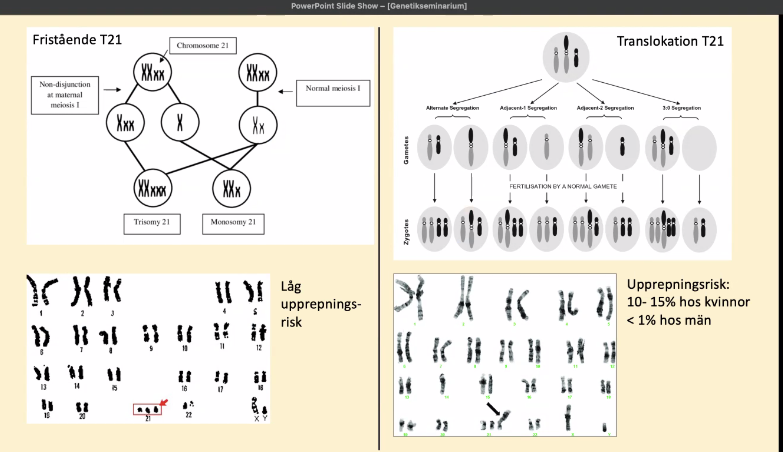 PowerPoint Slide Show – [Genetikseminarium]
Fristående T21
Chromosome 21
Non-disjunction
at maternal
meiosis I
Normal meiosis I
Trisomy 21
Monosomy 21
Låg
upprepnings-
risk
1
2
3
4
5
6
7
8
9
10
11
12
13
14
15
16
17
18
19
20
21
22
X Y
Translokation T21
Alternate Segregation
Adjacent-1 Segregation
Adjacent-2 Segregation
3:0 Segregation
Gametes
FERTILISATION BY A NORMAL GAMETE
Zygotes
Upprepningsrisk:
10- 15% hos kvinnor
< 1% hos män